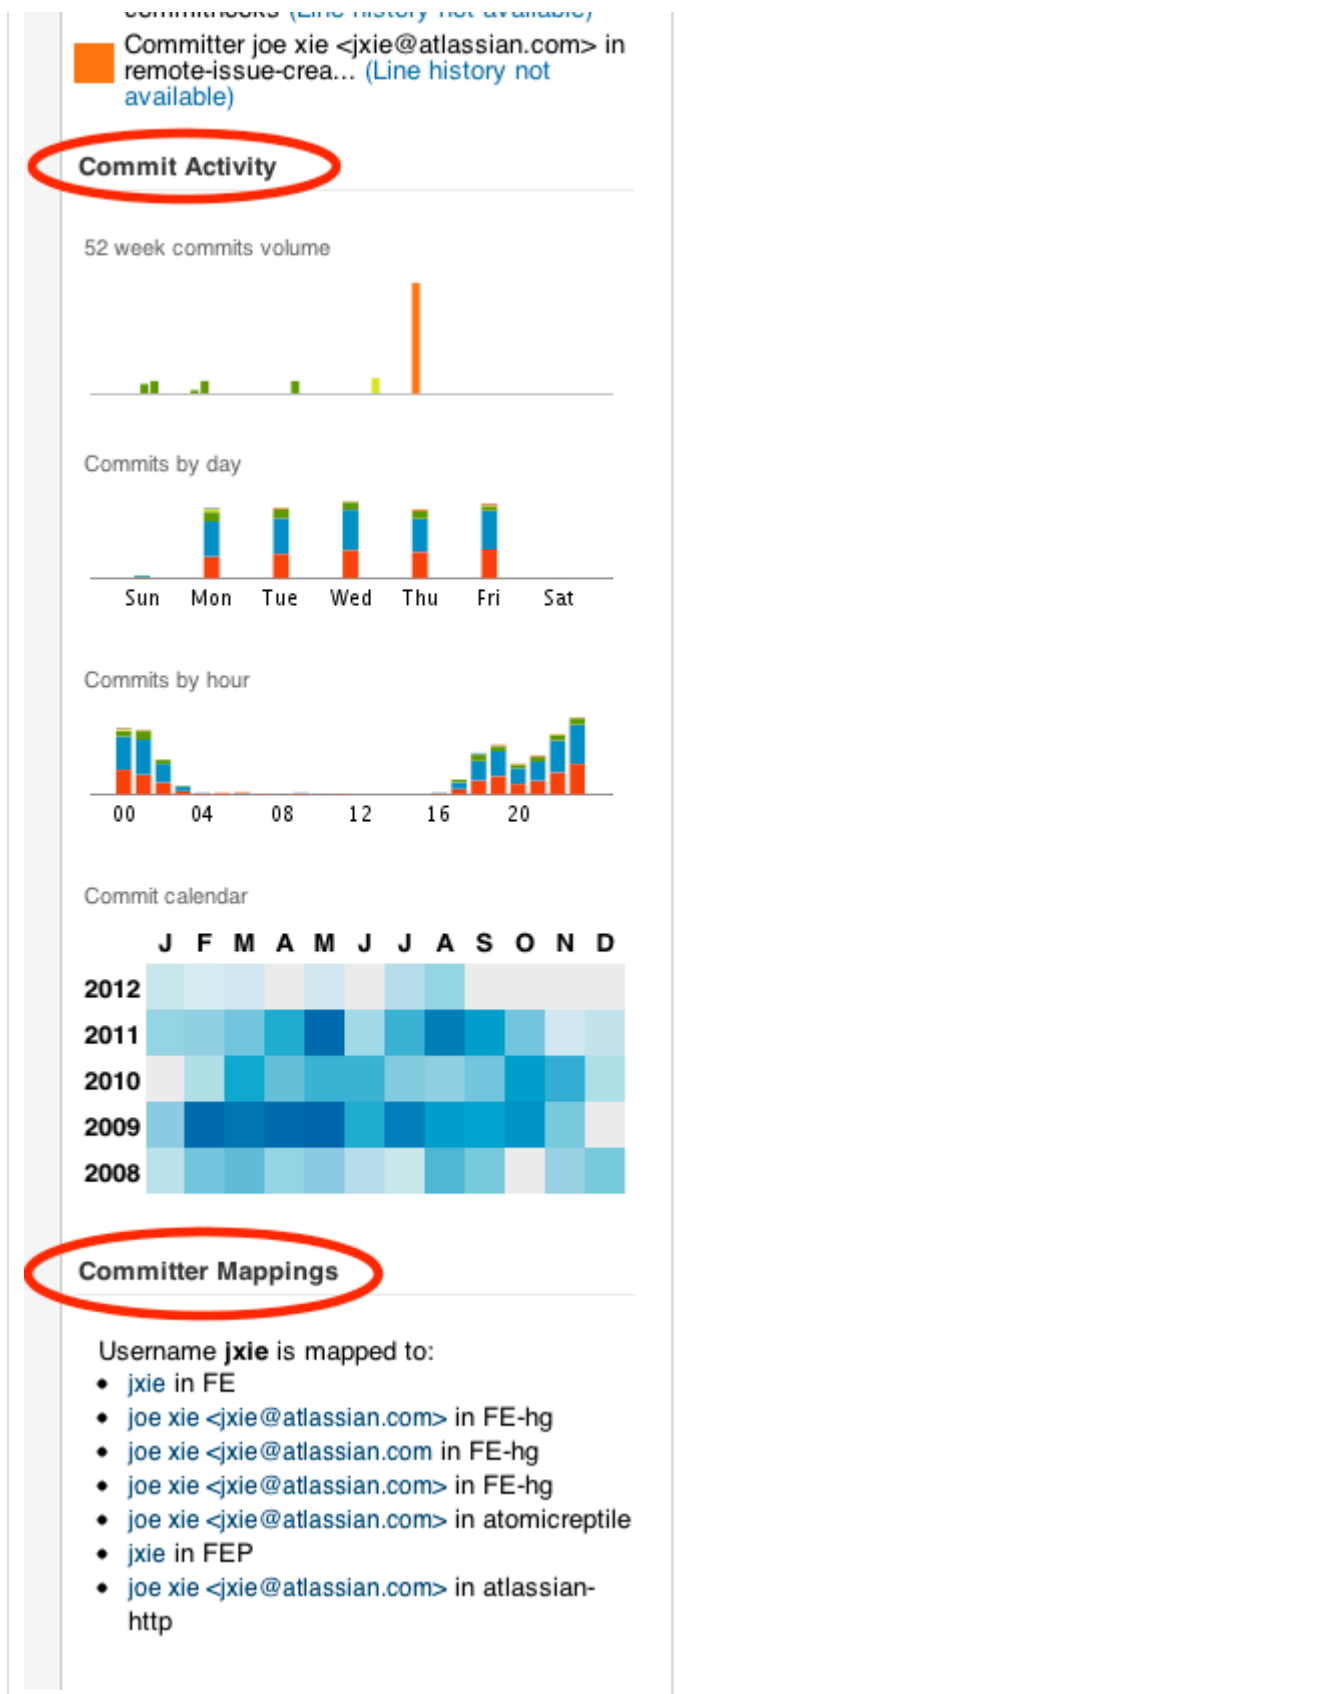 commithooks (Line history not available)
Committer joe xie <jxie@atlassian.com> in
remote-issue-crea... (Line history not
available)
Commit Activity
52 week commits volume
Commits by day
Sun Mon Tue Wed Thu Fri Sat
Commits by hour
00 04 08 12 16 20
Commit calendar
J F M A M J J A S O N D
2012
2011
2010
2009
2008
Committer Mappings
Username jxie is mapped to:
• jxie in FE
• joe xie <jxie@atlassian.com> in FE-hg
• joe xie <jxie@atlassian.com in FE-hg
• joe xie <jxie@atlassian.com> in FE-hg
• joe xie <jxie@atlassian.com> in atomicreptile
• jxie in FEP
• joe xie <jxie@atlassian.com> in atlassian-
http